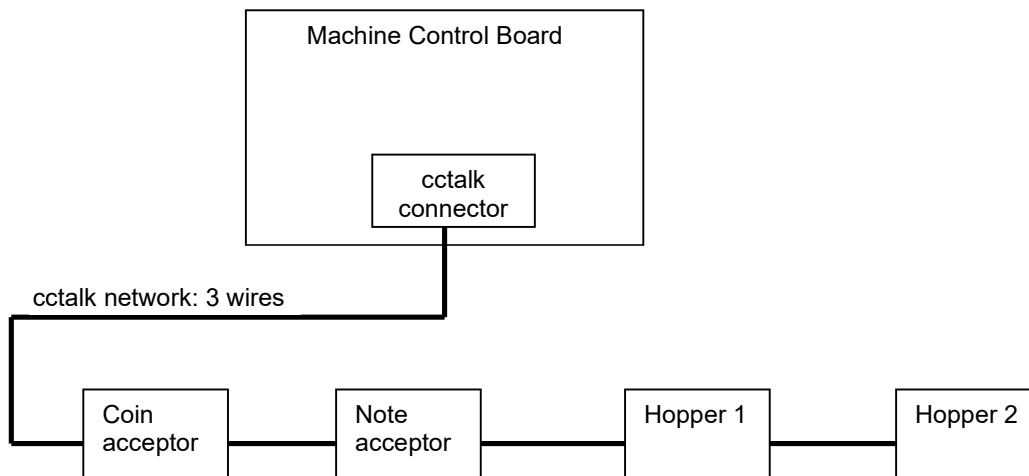 Machine Control Board
cctalk
connector
cctalk network: 3 wires
Coin
acceptor
Note
acceptor
Hopper 1
Hopper 2